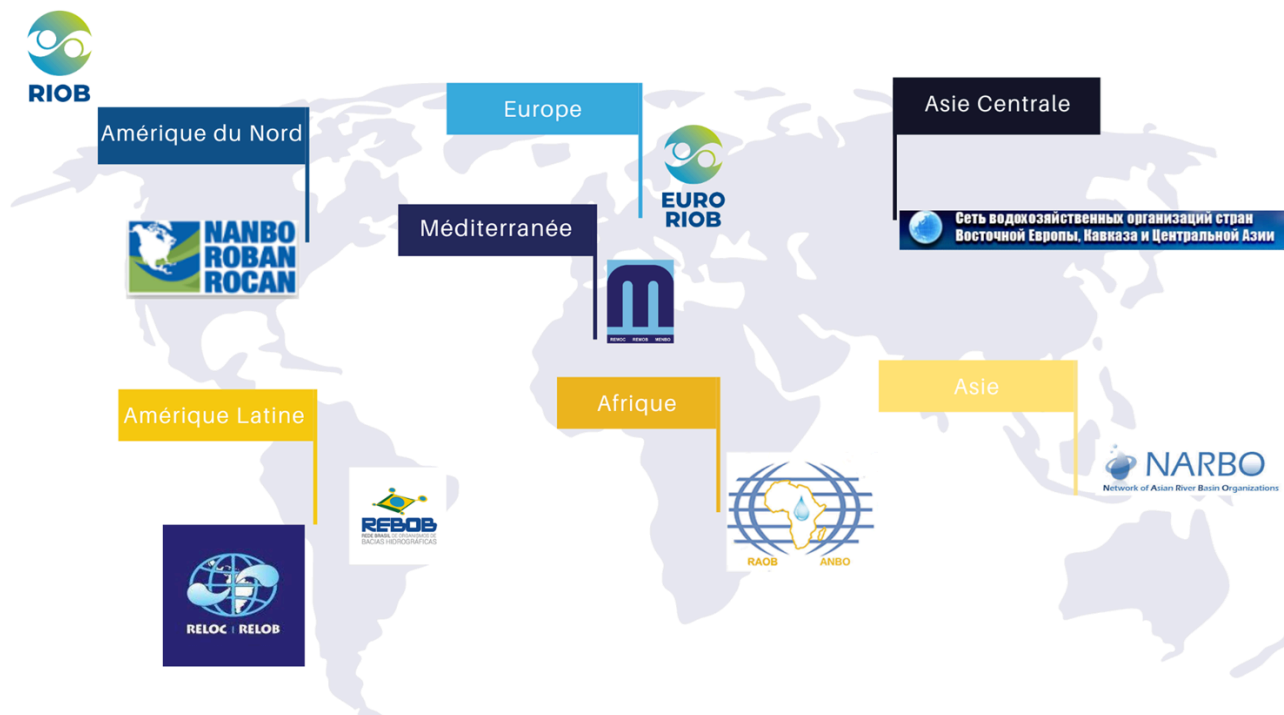 RIOB
Amérique du Nord
NANBO
ROBAN
ROCAN
Europe
EURO
RIOB
Méditerranée
REMOC REMOB MENBO
Asie Centrale
Сеть водохозяйственных организаций стран
Восточной Европы, Кавказа и Центральной Азии
Amérique Latine
RELOC | RELOB
REBOB
REDE BRASIL DE ORGANISMOS DE
BACIAS HIDROGRÁFICAS
Afrique
RAOB ANBO
Asie
NARBO
Network of Asian River Basin Organizations